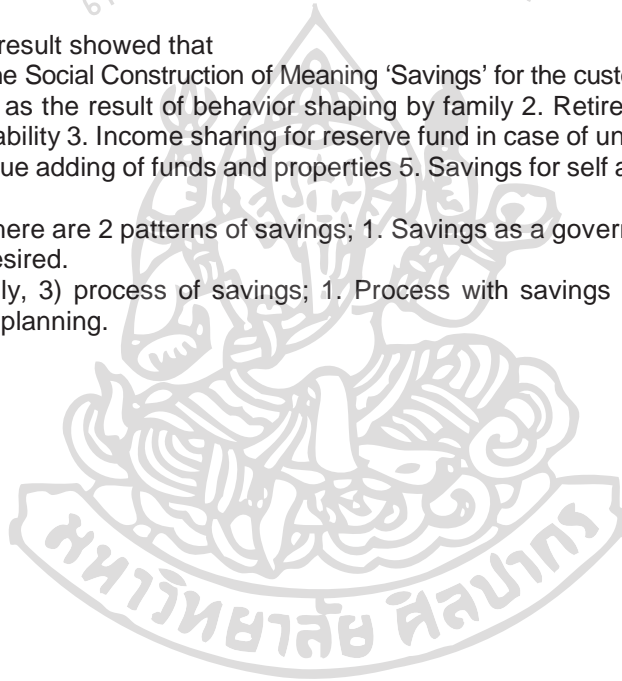 result showed that
ne Social Construction of Meaning ‘Savings’ for the custo
as the result of behavior shaping by family 2. Retire
ability 3. Income sharing for reserve fund in case of un
ue adding of funds and properties 5. Savings for self a
here are 2 patterns of savings; 1. Savings as a govern
esired.
ly, 3) process of savings; 1. Process with savings
planning.
มหาวิทยาลัย ศิลปากร